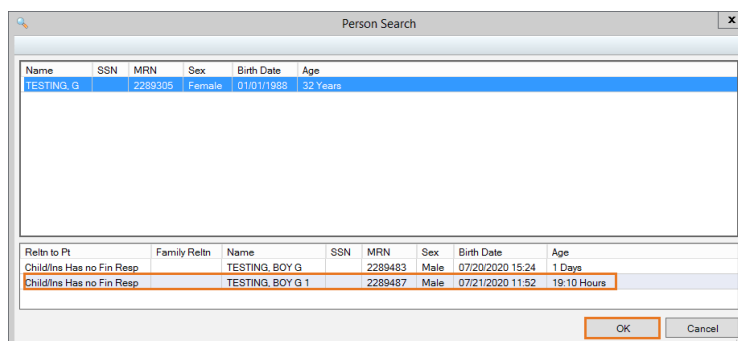 Person Search
x
Name SSN MRN Sex Birth Date Age
TESTING, G 2289305 Female 01/01/1988 32 Years
Reltn to Pt Family Reltn Name SSN MRN Sex Birth Date Age
Child/Ins Has no Fin Resp TESTING, BOY G 2289483 Male 07/20/2020 15:24 1 Days
Child/Ins Has no Fin Resp TESTING, BOY G 1 2289487 Male 07/21/2020 11:52 19:10 Hours
OK Cancel